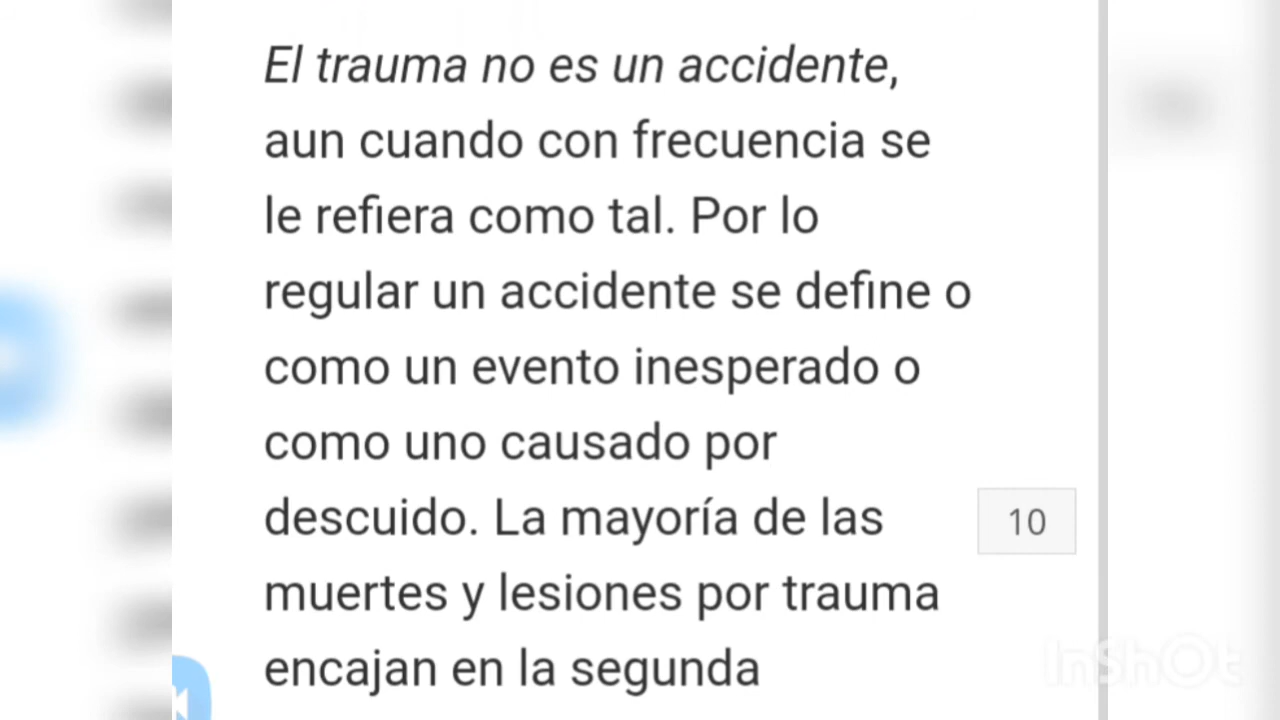 El trauma no es un accidente,
aun cuando con frecuencia se
le refiera como tal. Por lo
regular un accidente se define o
como un evento inesperado o
como uno causado por
descuido. La mayoría de las
10
muertes y lesiones por trauma
encajan en la segunda
InShOt